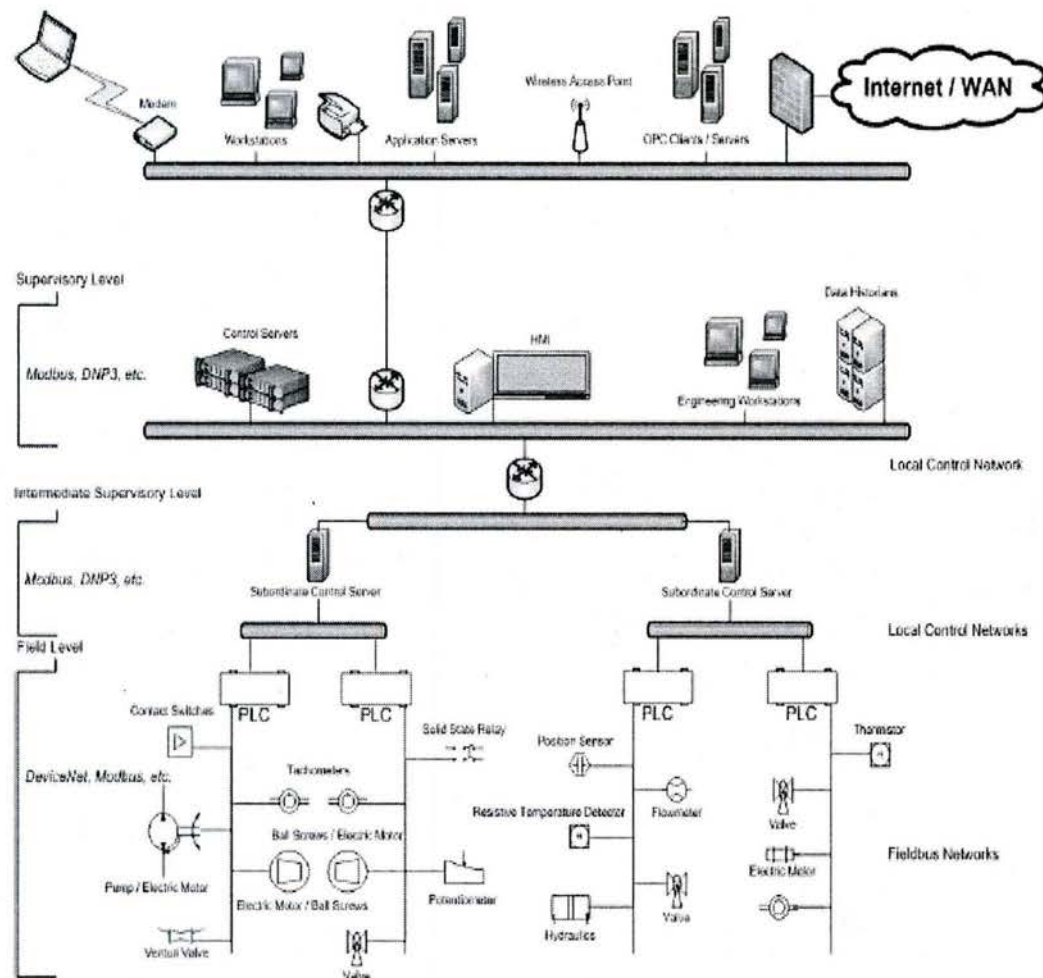 Internet / WAN
Modem
Workstations
Application Servers
Wireless Access Point
OPC Clients / Servers
Supervisory Level
Modbus, DNP3, etc.
Control Servers
HMI
Engineering Workstations
Data Historians
Local Control Network
Intermediate Supervisory Level
Modbus, DNP3, etc.
Subordinate Control Server
Subordinate Control Server
Local Control Networks
Field Level
PLC
PLC
PLC
PLC
Contact Switches
Solid State Relay
Position Sensor
Thermistor
DeviceNet, Modbus, etc.
Tachometers
Resistive Temperature Detector
Flowmeter
Valve
Ball Screws / Electric Motor
Fieldbus Networks
Pump / Electric Motor
Electric Motor / Ball Screws
Potentiometer
Electric Motor
Valve
Hydraulics
Venturi Valve
Valve